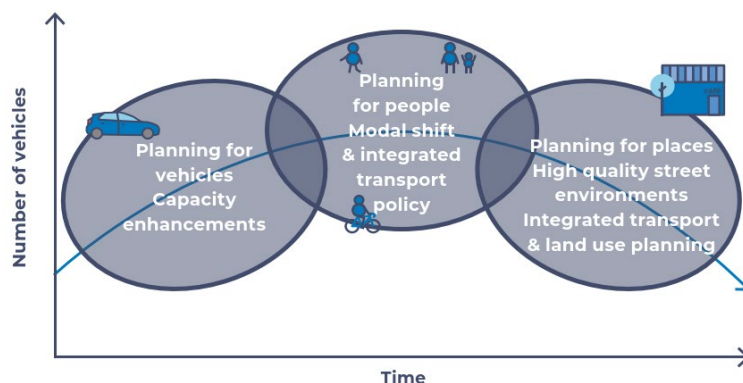 Number of vehicles
Planning for
vehicles
Capacity
enhancements
Planning
for people
Modal shift
& integrated
transport
policy
Planning for places
High quality street
environments
Integrated transport
& land use planning
Time